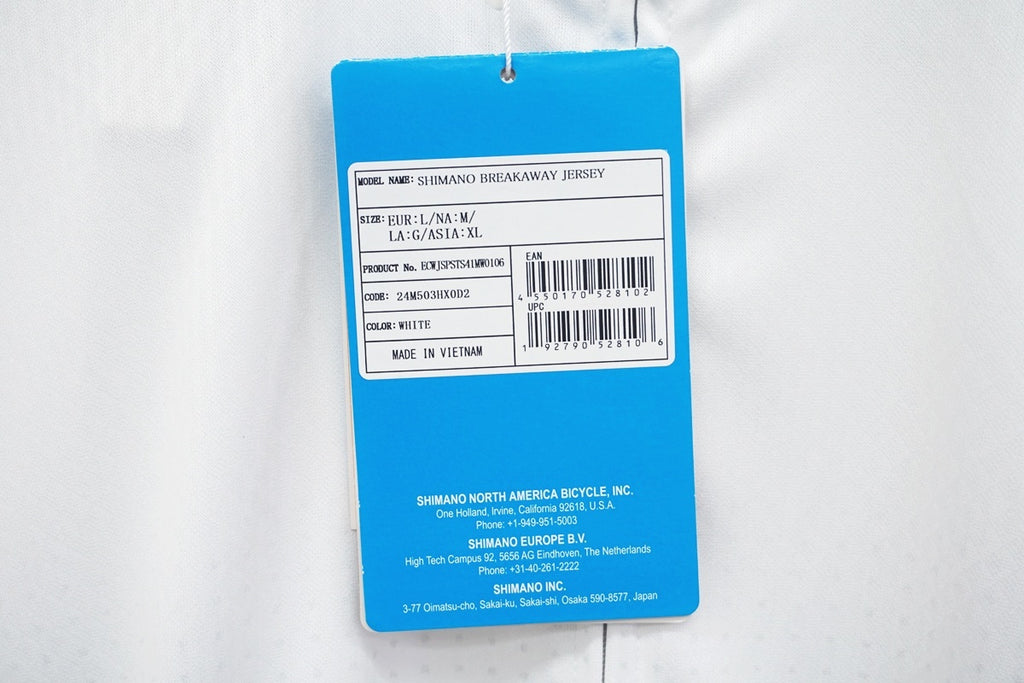 MODEL NAME: SHIMANO BREAKAWAY JERSEY
SIZE: EUR:L/NA:M/
LA:G/ASIA:XL
PRODUCT No. ECWJSPSTS41MW0106
CODE: 24M503HX0D2
COLOR: WHITE
MADE IN VIETNAM
EAN
4 550170 528102
UPC
1 92790 52810 6
SHIMANO NORTH AMERICA BICYCLE, INC.
One Holland, Irvine, California 92618, U.S.A.
Phone: +1-949-951-5003
SHIMANO EUROPE B.V.
High Tech Campus 92, 5656 AG Eindhoven, The Netherlands
Phone: +31-40-261-2222
SHIMANO INC.
3-77 Oimatsu-cho, Sakai-ku, Sakai-shi, Osaka 590-8577, Japan